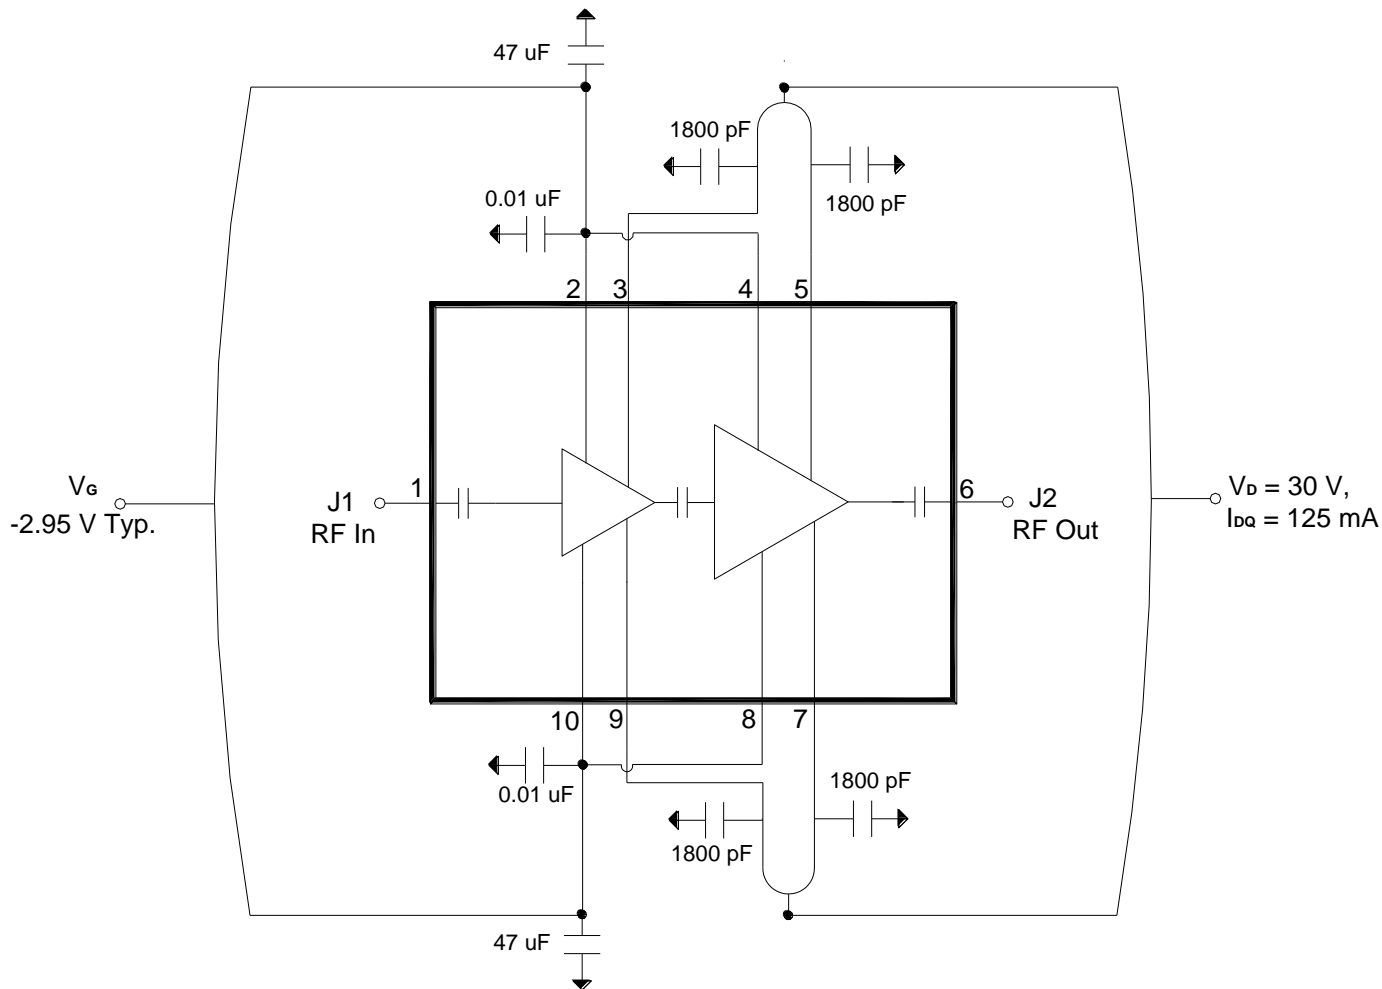 47 uF
1800 pF
1800 pF
0.01 uF
2
3
4
5
VG
-2.95 V Typ.
J1
RF In
1
6
J2
RF Out
VD = 30 V,
IDQ = 125 mA
10
9
8
7
0.01 uF
1800 pF
1800 pF
47 uF